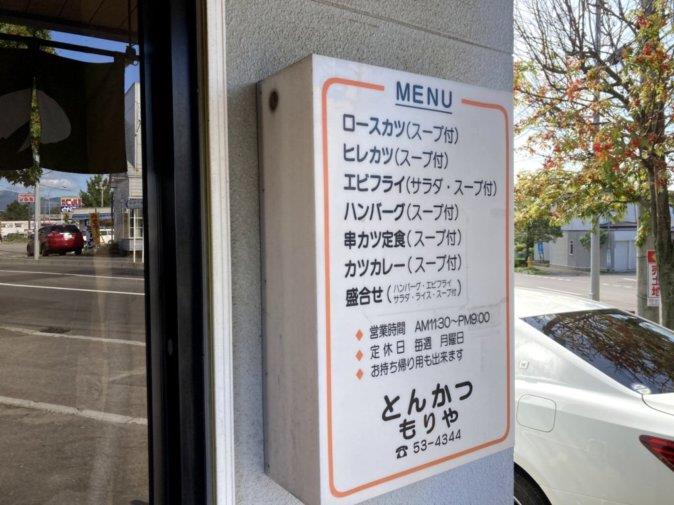 MENU
ロースカツ(スープ付)
ヒレカツ(スープ付)
エビフライ(サラダ・スープ付)
ハンバーグ(スープ付)
串カツ定食(スープ付)
カツカレー(スープ付)
盛合せ(ハンバーグ・エビフライ
サラダ・ライス・スープ付)
◆ 営業時間 AM11:30~PM9:00
◆ 定休日 毎週 月曜日
◆ お持ち帰り用も出来ます
とんかつ
もりや
☎ 53-4344